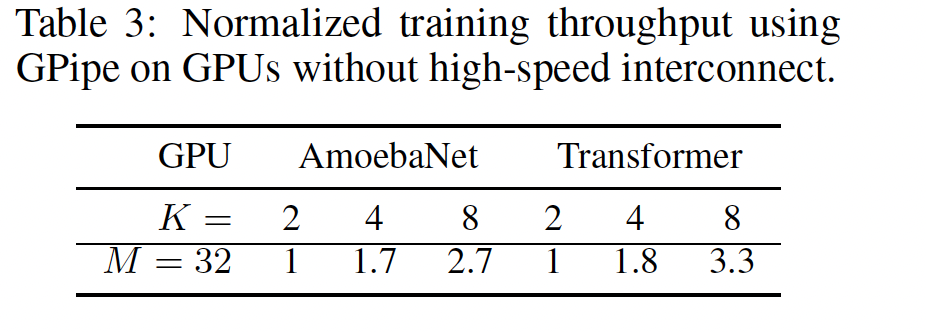 Table 3: Normalized training throughput using
GPipe on GPUs without high-speed interconnect.
GPU AmoebaNet Transformer
K = 2 4 8 2 4 8
M = 32 1 1.7 2.7 1 1.8 3.3